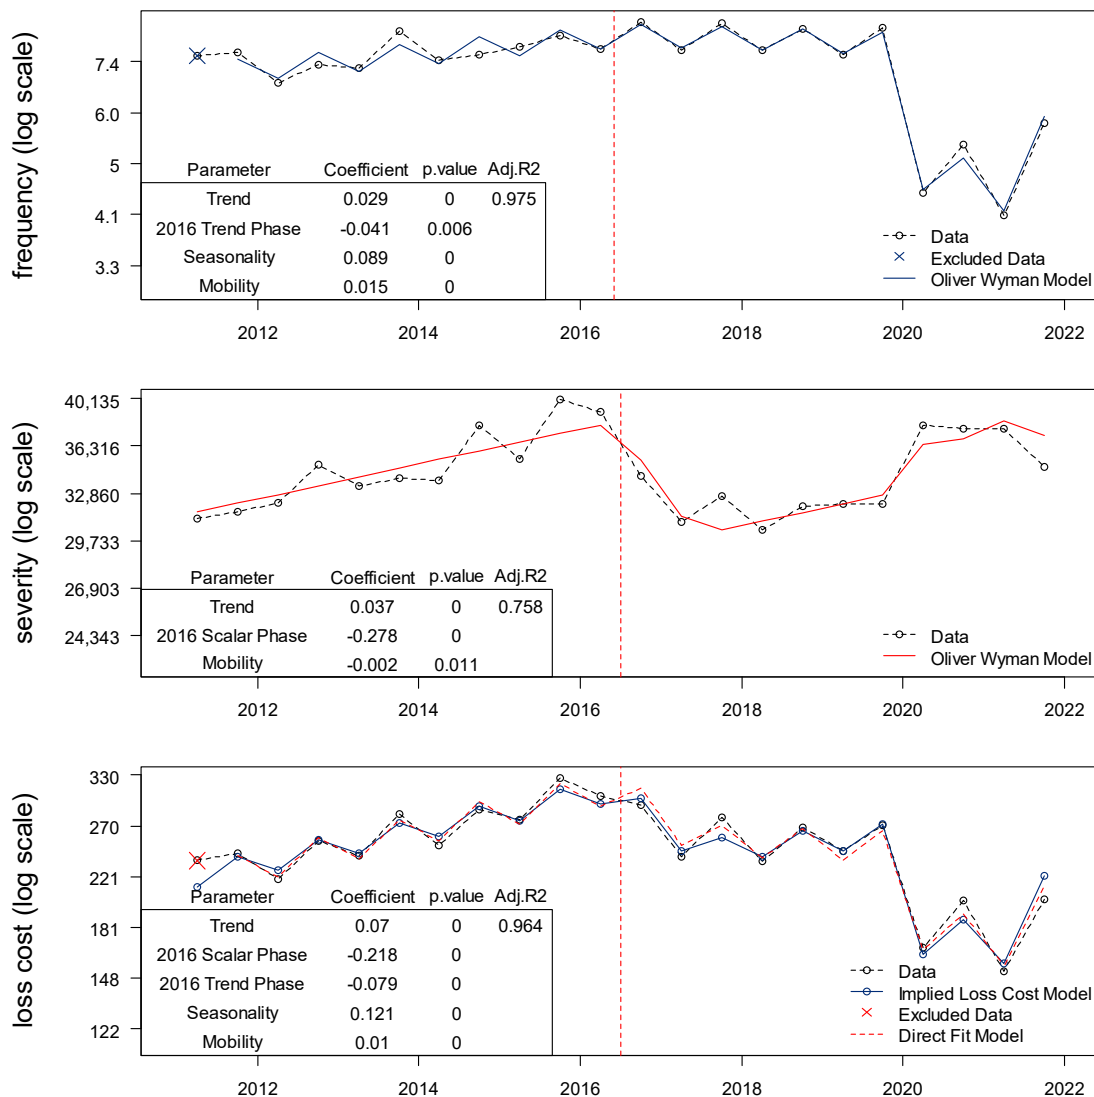 frequency (log scale)
7.4
6.0
5
4.1
3.3
Parameter Coefficient p.value Adj.R2
Trend 0.029 0 0.975
2016 Trend Phase -0.041 0.006
Seasonality 0.089 0
Mobility 0.015 0
Data
Excluded Data
Oliver Wyman Model
2012 2014 2016 2018 2020 2022
severity (log scale)
40,135
36,316
32,860
29,733
26,903
24,343
Parameter Coefficient p.value Adj.R2
Trend 0.037 0 0.758
2016 Scalar Phase -0.278 0
Mobility -0.002 0.011
Data
Oliver Wyman Model
2012 2014 2016 2018 2020 2022
loss cost (log scale)
330
270
221
181
148
122
Parameter Coefficient p.value Adj.R2
Trend 0.07 0 0.964
2016 Scalar Phase -0.218 0
2016 Trend Phase -0.079 0
Seasonality 0.121 0
Mobility 0.01 0
Data
Implied Loss Cost Model
Excluded Data
Direct Fit Model
2012 2014 2016 2018 2020 2022